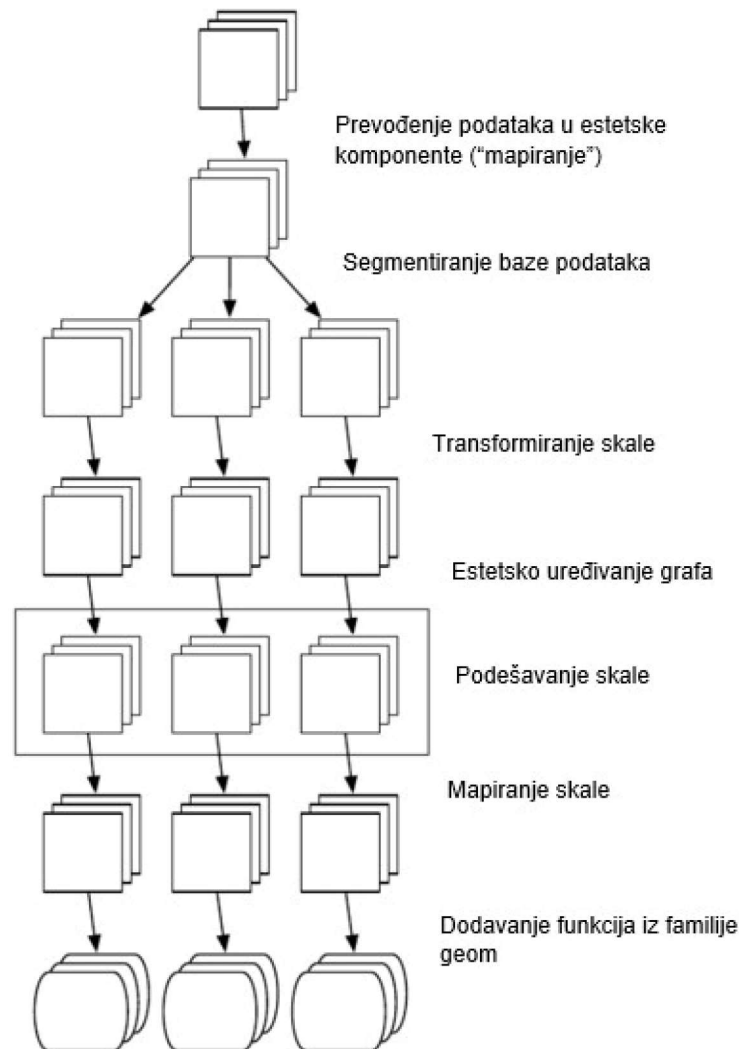 Prevođenje podataka u estetske
komponente (“mapiranje”)
Segmentiranje baze podataka
Transformiranje skale
Estetsko uređivanje grafa
Podešavanje skale
Mapiranje skale
Dodavanje funkcija iz familije
geom